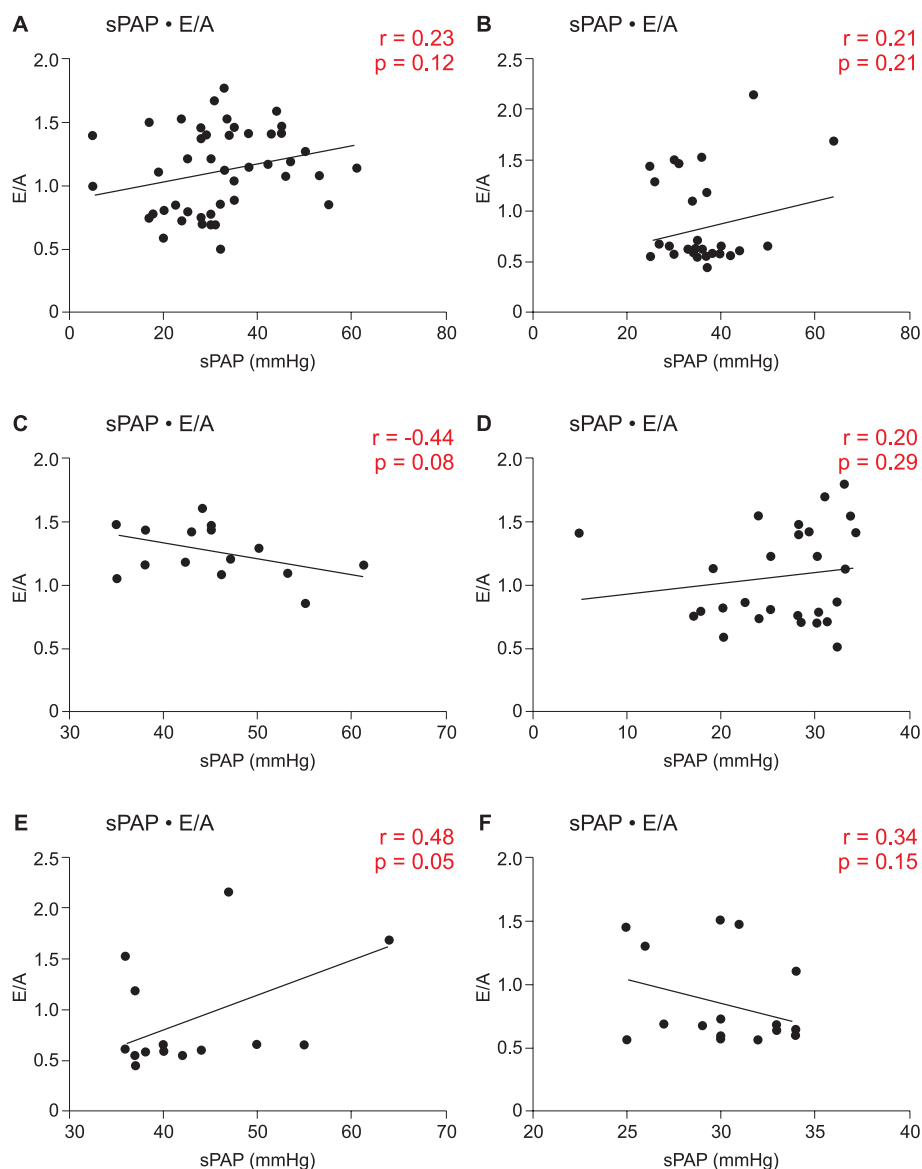 A sPAP • E/A
r = 0.23
p = 0.12
2.0
1.5
1.0
0.5
0
E/A
0 20 40 60 80
sPAP (mmHg)
B sPAP • E/A
r = 0.21
p = 0.21
2.5
2.0
1.5
1.0
0.5
0
E/A
0 20 40 60 80
sPAP (mmHg)
C sPAP • E/A
r = -0.44
p = 0.08
2.0
1.5
1.0
0.5
0
E/A
30 40 50 60 70
sPAP (mmHg)
D sPAP • E/A
r = 0.20
p = 0.29
2.0
1.5
1.0
0.5
0
E/A
0 10 20 30 40
sPAP (mmHg)
E sPAP • E/A
r = 0.48
p = 0.05
2.5
2.0
1.5
1.0
0.5
0
E/A
30 40 50 60 70
sPAP (mmHg)
F sPAP • E/A
r = 0.34
p = 0.15
2.0
1.5
1.0
0.5
0
E/A
20 25 30 35 40
sPAP (mmHg)